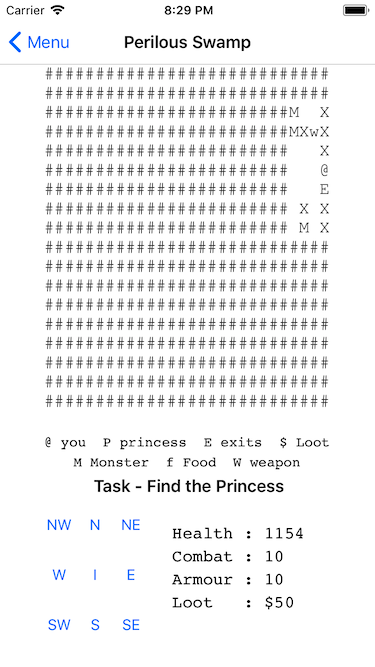 Carrier 8:29 PM
Menu Perilous Swamp
############################
############################
########################M  X
########################MXwX
########################   X
########################   @
########################   E
######################## X X
######################## M X
############################
############################
############################
############################
############################
############################
############################
############################
############################
@ you  P princess  E exits  $ Loot
M Monster  f Food  W weapon
Task - Find the Princess
NW N NE
Health : 1154
Combat : 10
W I E
Armour : 10
Loot   : $50
SW S SE